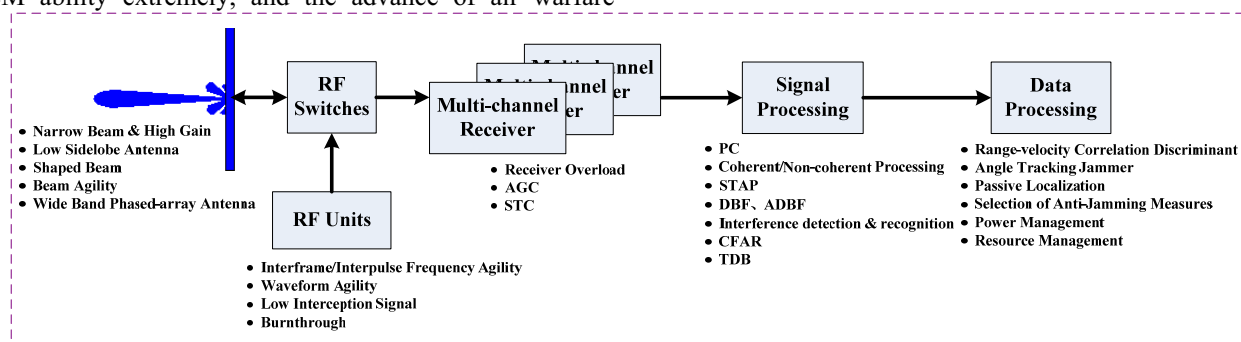 M ability extremely, and the advance of air warfare
RF
Switches
Multi-channel
Receiver
Signal
Processing
Data
Processing
RF Units
● Narrow Beam & High Gain
● Low Sidelobe Antenna
● Shaped Beam
● Beam Agility
● Wide Band Phased-array Antenna
● Interframe/Interpulse Frequency Agility
● Waveform Agility
● Low Interception Signal
● Burnthrough
● Receiver Overload
● AGC
● STC
● PC
● Coherent/Non-coherent Processing
● STAP
● DBF、ADBF
● Interference detection & recognition
● CFAR
● TDB
● Range-velocity Correlation Discriminant
● Angle Tracking Jammer
● Passive Localization
● Selection of Anti-Jamming Measures
● Power Management
● Resource Management